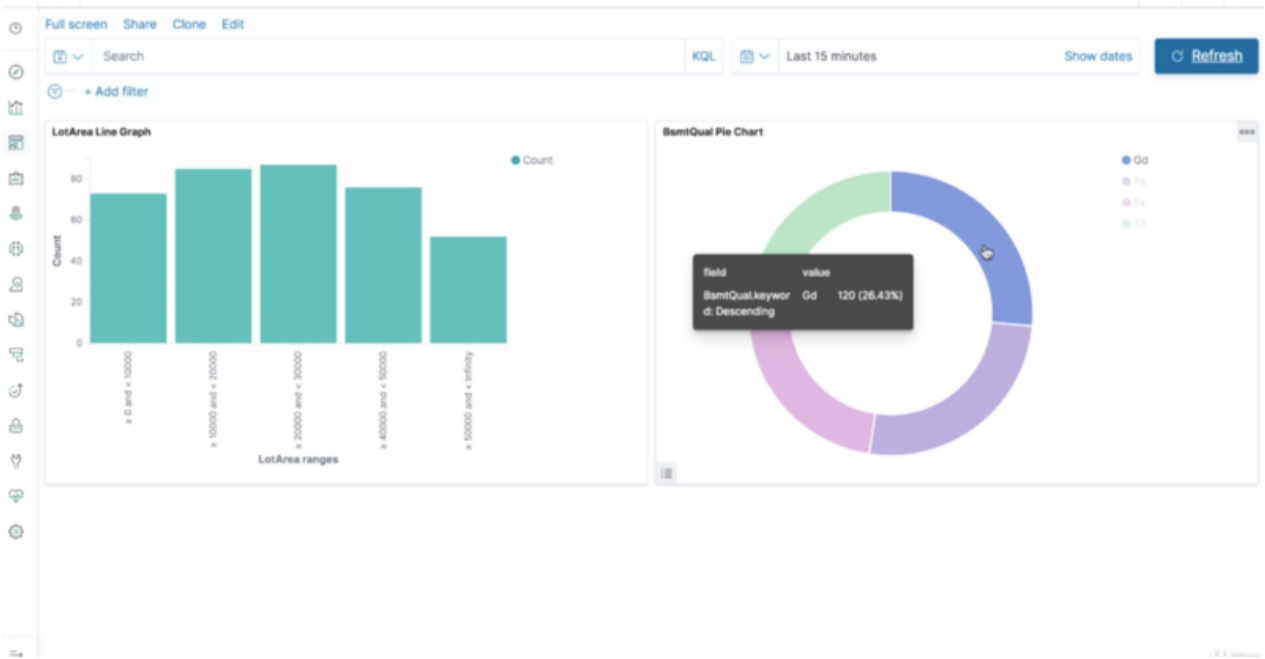 Full screen Share Clone Edit
Search KQL Last 15 minutes Show dates Refresh
+ Add filter
LotArea Line Graph
Count
80
60
40
20
0
Count
≥ 0 and < 10000
≥ 10000 and < 20000
≥ 20000 and < 30000
≥ 40000 and < 50000
≥ 50000 and < Infinity
LotArea ranges
BsmtQual Pie Chart
Gd
Fa
Ex
TA
field value
BsmtQual.keywor Gd 120 (26.43%)
d: Descending